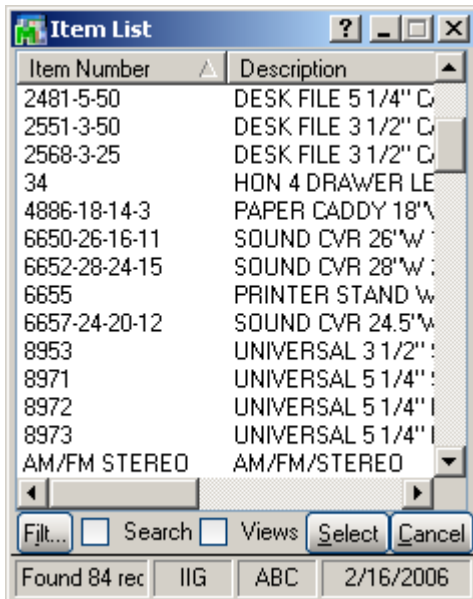 Item List
Item Number Description
2481-5-50 DESK FILE 5 1/4"
2551-3-50 DESK FILE 3 1/2"
2568-3-25 DESK FILE 3 1/2"
34 HON 4 DRAWER LE
4886-18-14-3 PAPER CADDY 18"
6650-26-16-11 SOUND CVR 26"W
6652-28-24-15 SOUND CVR 28"W
6655 PRINTER STAND W
6657-24-20-12 SOUND CVR 24.5"
8953 UNIVERSAL 3 1/2"
8971 UNIVERSAL 5 1/4"
8972 UNIVERSAL 5 1/4"
8973 UNIVERSAL 5 1/4"
AM/FM STEREO AM/FM/STEREO
Filt... Search Views Select Cancel
Found 84 rec IIG ABC 2/16/2006